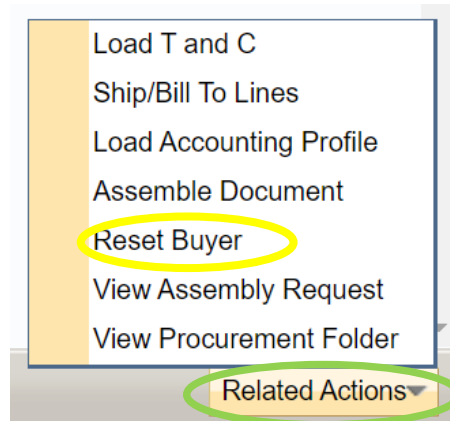 Load T and C
Ship/Bill To Lines
Load Accounting Profile
Assemble Document
Reset Buyer
View Assembly Request
View Procurement Folder
Related Actions